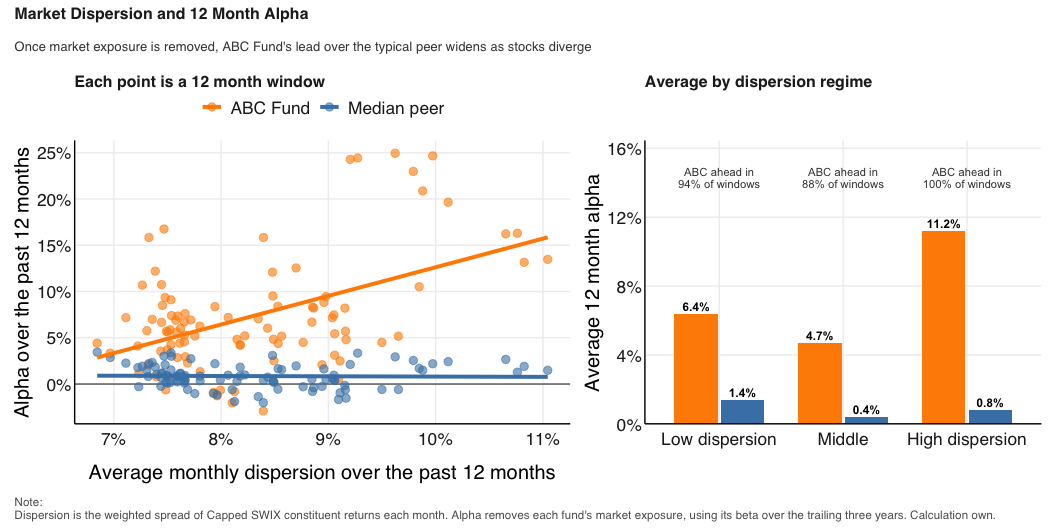 Market Dispersion and 12 Month Alpha
Once market exposure is removed, ABC Fund's lead over the typical peer widens as stocks diverge
Each point is a 12 month window
ABC Fund
Median peer
Alpha over the past 12 months
25%
20%
15%
10%
5%
0%
7%
8%
9%
10%
11%
Average monthly dispersion over the past 12 months
Average by dispersion regime
Average 12 month alpha
16%
12%
8%
4%
0%
ABC ahead in
94% of windows
ABC ahead in
88% of windows
ABC ahead in
100% of windows
6.4%
1.4%
4.7%
0.4%
11.2%
0.8%
Low dispersion
Middle
High dispersion
Note:
Dispersion is the weighted spread of Capped SWIX constituent returns each month. Alpha removes each fund's market exposure, using its beta over the trailing three years. Calculation own.